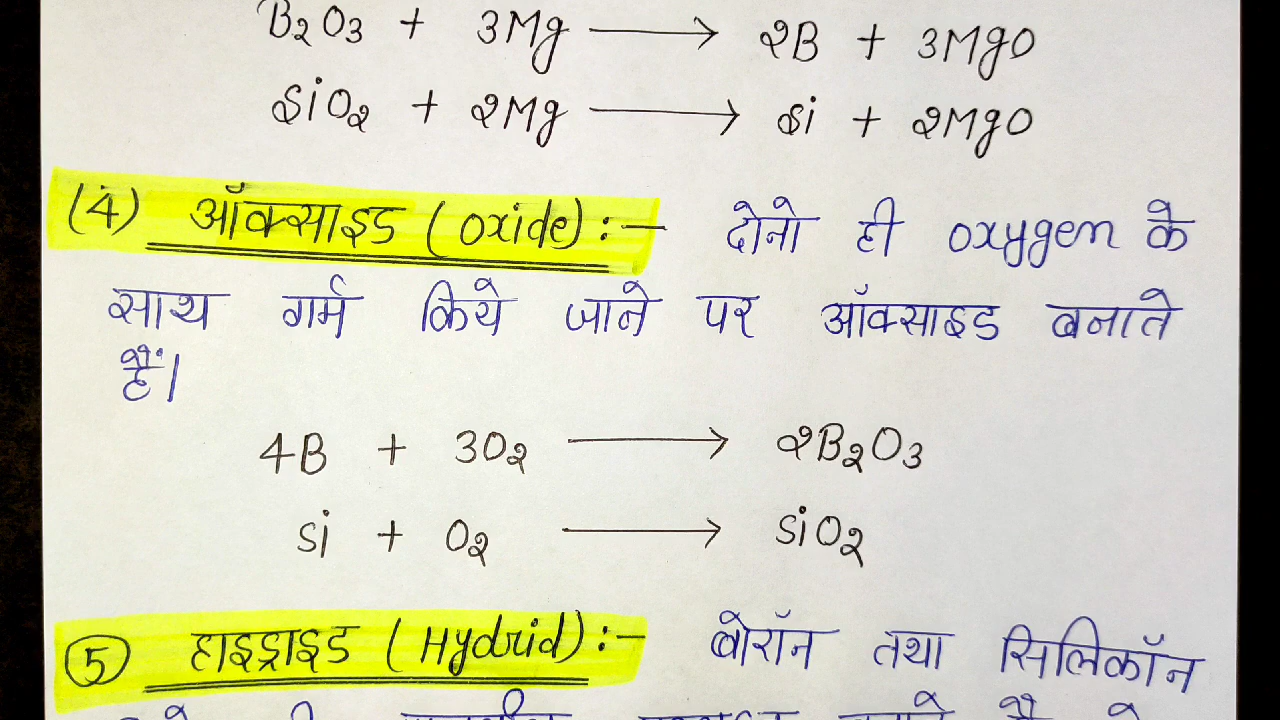 B₂O₃ + 3Mg ⟶ 2B + 3MgO
SiO₂ + 2Mg ⟶ Si + 2MgO
(4) ऑक्साइड (oxide):— दोनो ही oxygen के
साथ गर्म किये जाने पर ऑक्साइड बनाते
हैं।
4B + 3O₂ ⟶ 2B₂O₃
Si + O₂ ⟶ SiO₂
⑤ हाइड्राइड (Hydrid):— बोरॉन तथा सिलिकॉन